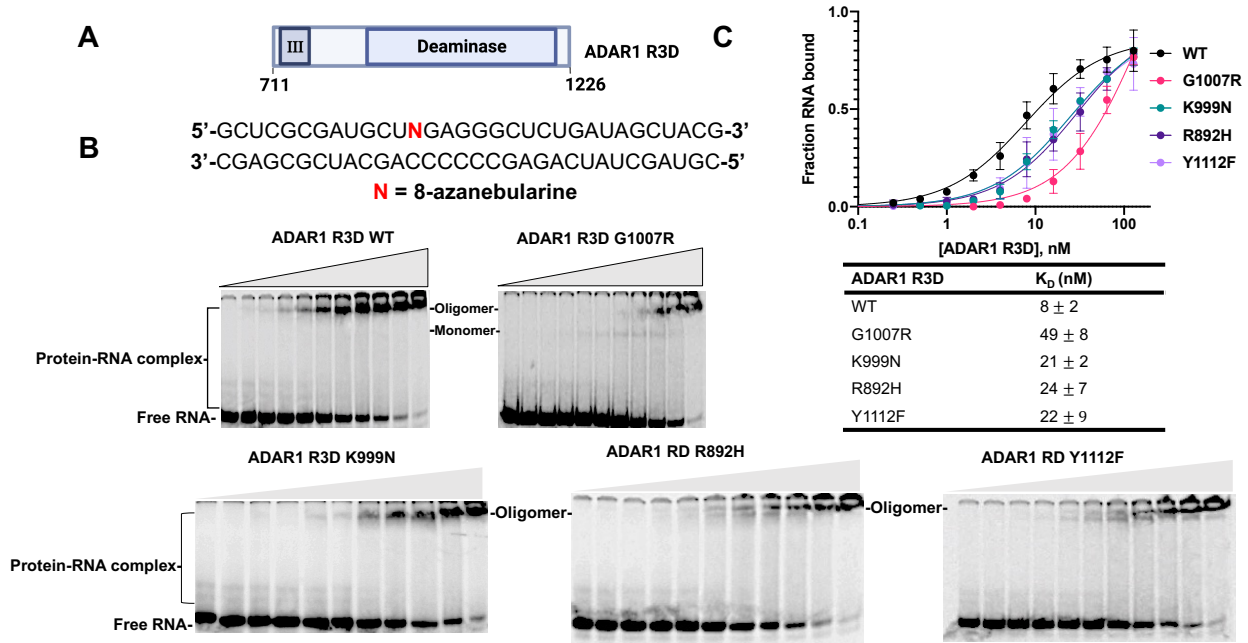 A
III
Deaminase
ADAR1 R3D
711
1226
B
5’-GCUCGCGAUGCUNGAGGGCUCUGAUAGCUACG-3’
3’-CGAGCGCUACGACCCCCCGAGACUAUCGAUGC-5’
N = 8-azanebularine
ADAR1 R3D WT
ADAR1 R3D G1007R
Protein-RNA complex
Free RNA-
-Oligomer-
-Monomer-
ADAR1 R3D K999N
ADAR1 RD R892H
ADAR1 RD Y1112F
Protein-RNA complex
Free RNA-
-Oligomer-
-Oligomer-
C
Fraction RNA bound
1.0
0.5
0.0
0.1
1
10
100
[ADAR1 R3D], nM
WT
G1007R
K999N
R892H
Y1112F
ADAR1 R3D K_D (nM)
WT 8 ± 2
G1007R 49 ± 8
K999N 21 ± 2
R892H 24 ± 7
Y1112F 22 ± 9